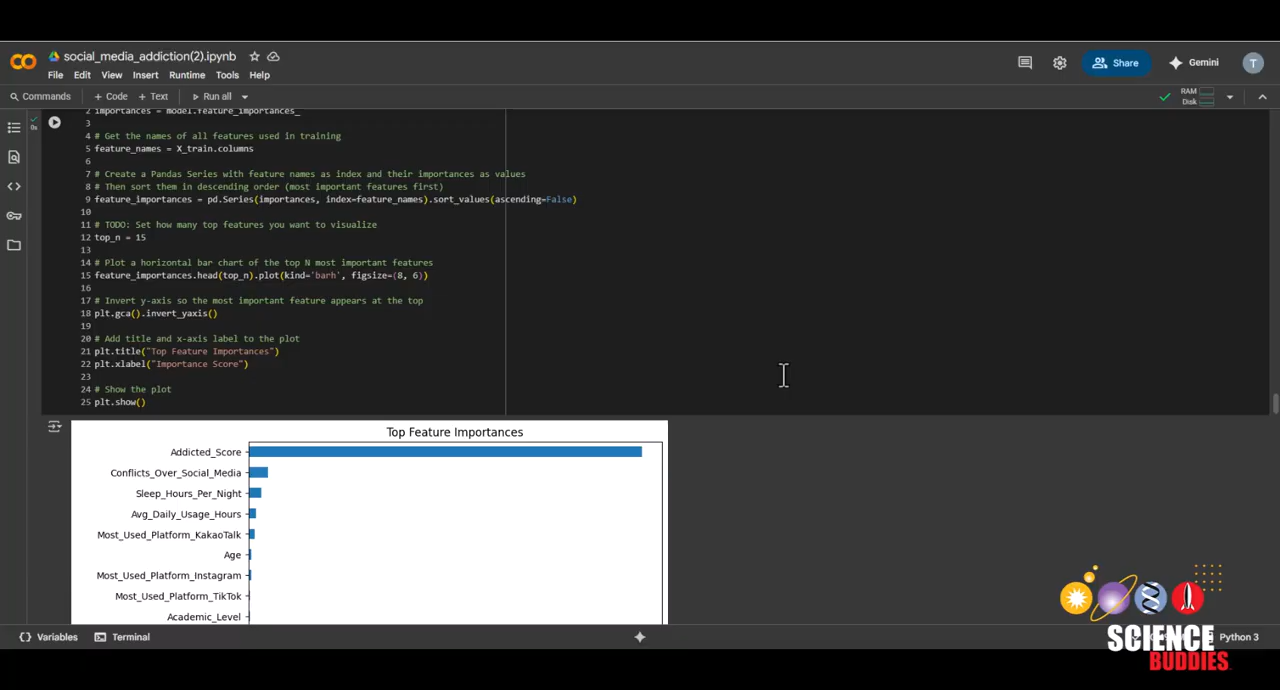 social_media_addiction(2).ipynb
Share
Gemini
T
File Edit View Insert Runtime Tools Help
Commands + Code + Text Run all
RAM
Disk
0s
2 importances = model.feature_importances_
3
4 # Get the names of all features used in training
5 feature_names = X_train.columns
6
7 # Create a Pandas Series with feature names as index and their importances as values
8 # Then sort them in descending order (most important features first)
9 feature_importances = pd.Series(importances, index=feature_names).sort_values(ascending=False)
10
11 # TODO: Set how many top features you want to visualize
12 top_n = 15
13
14 # Plot a horizontal bar chart of the top N most important features
15 feature_importances.head(top_n).plot(kind='barh', figsize=(8, 6))
16
17 # Invert y-axis so the most important feature appears at the top
18 plt.gca().invert_yaxis()
19
20 # Add title and x-axis label to the plot
21 plt.title("Top Feature Importances")
22 plt.xlabel("Importance Score")
23
24 # Show the plot
25 plt.show()
Top Feature Importances
Addicted_Score
Conflicts_Over_Social_Media
Sleep_Hours_Per_Night
Avg_Daily_Usage_Hours
Most_Used_Platform_KakaoTalk
Age
Most_Used_Platform_Instagram
Most_Used_Platform_TikTok
Academic_Level
Variables Terminal
Python 3
SCIENCE
BUDDIES